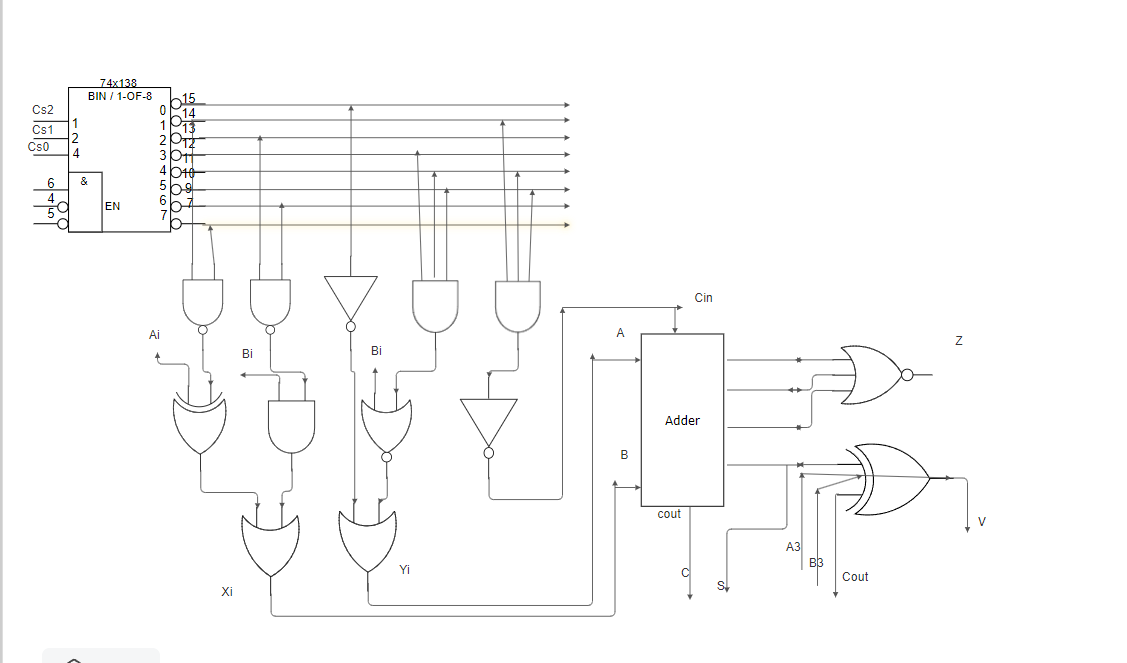 74x138
BIN / 1-OF-8
Cs2
Cs1
Cs0
1
2
4
0
1
2
3
4
5
6
7
15
14
13
12
11
10
9
7
6
4
5
&
EN
Cin
Ai
Bi
Bi
A
Z
Adder
B
cout
V
A3
B3
C
S
Cout
Xi
Yi